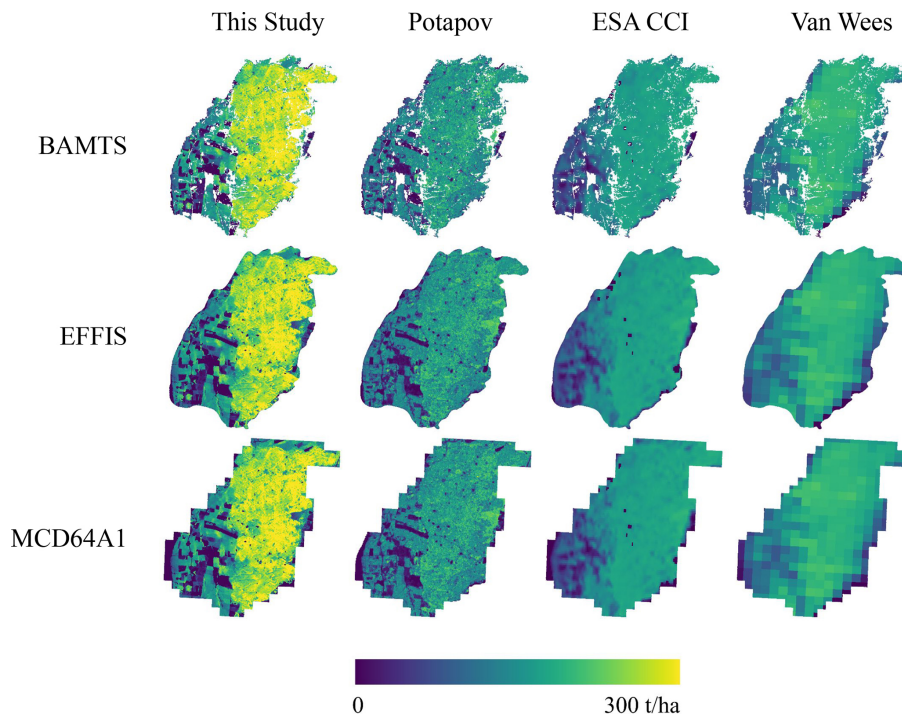 This Study Potapov ESA CCI Van Wees
BAMTS
EFFIS
MCD64A1
0 300 t/ha